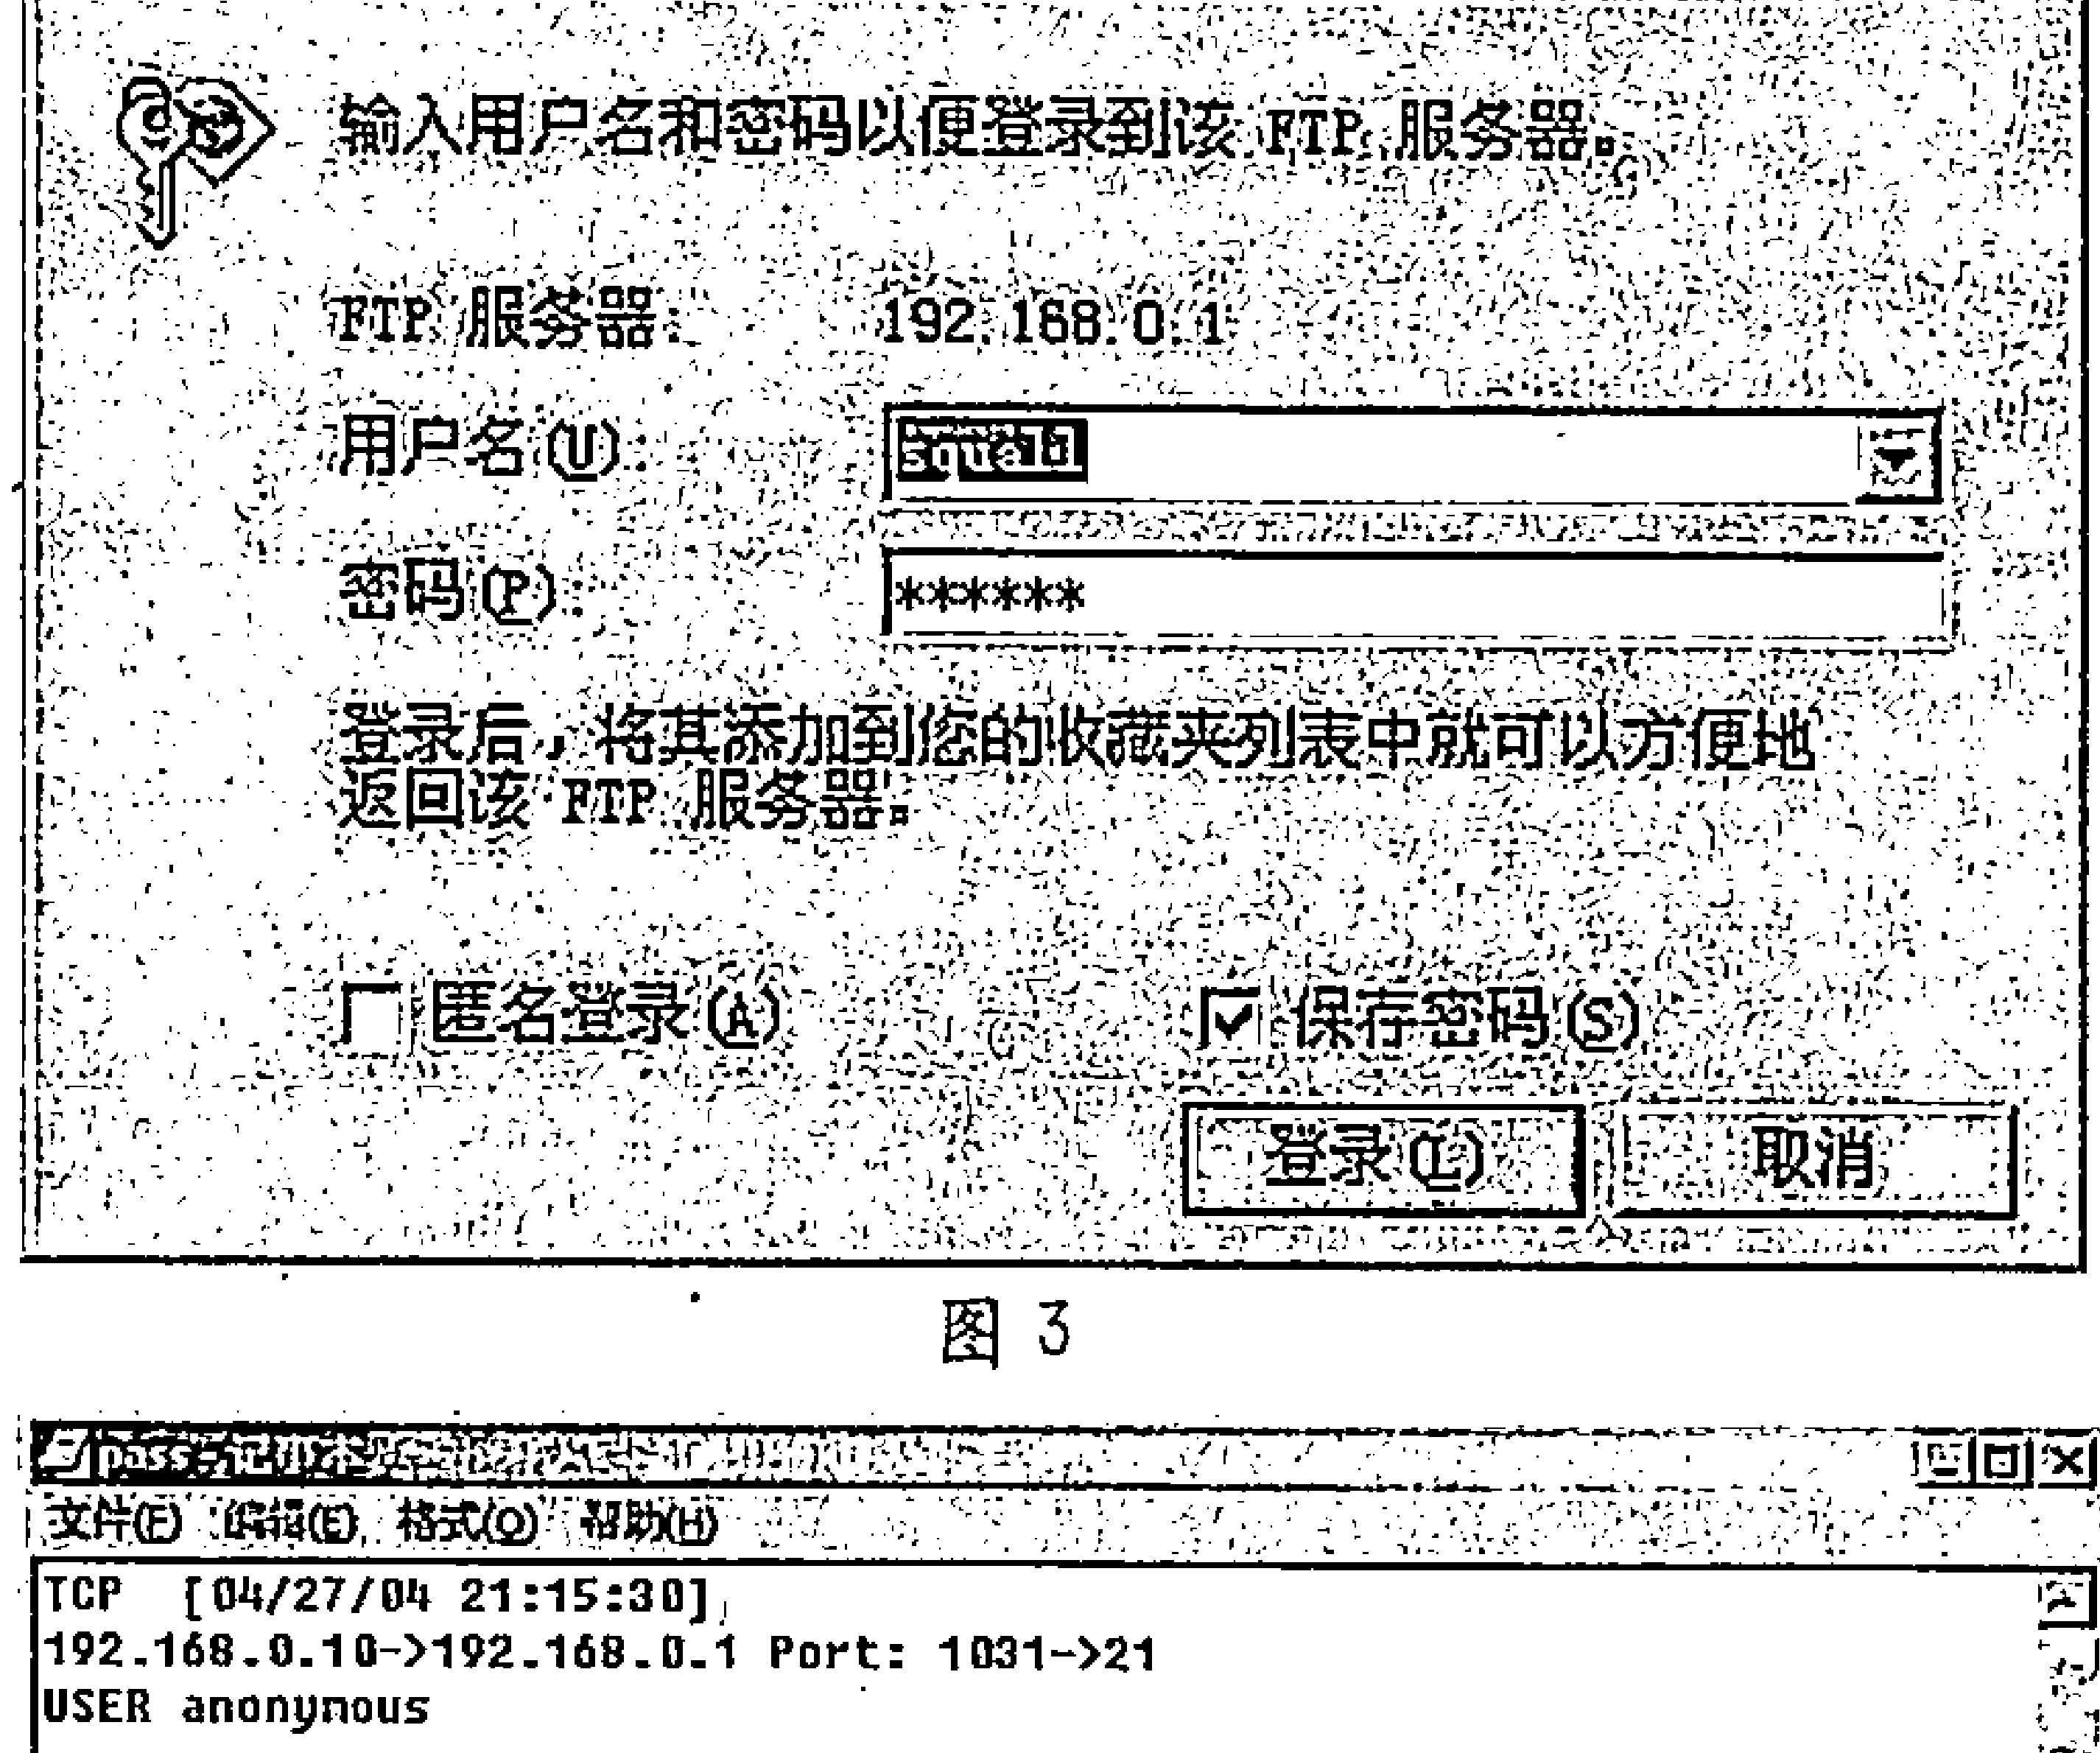 输入用户名和密码以便登录到该 FTP 服务器。
FTP 服务器: 192.168.0.1
用户名(U): squall
密码(P): ******
登录后，将其添加到您的收藏夹列表中就可以方便地
返回该 FTP 服务器。
匿名登录(A) 保存密码(S)
登录(L) 取消
图 3
pass - 记事本
文件(F) 编辑(E) 格式(O) 帮助(H)
TCP [04/27/04 21:15:30]
192.168.0.10->192.168.0.1 Port: 1031->21
USER anonymous